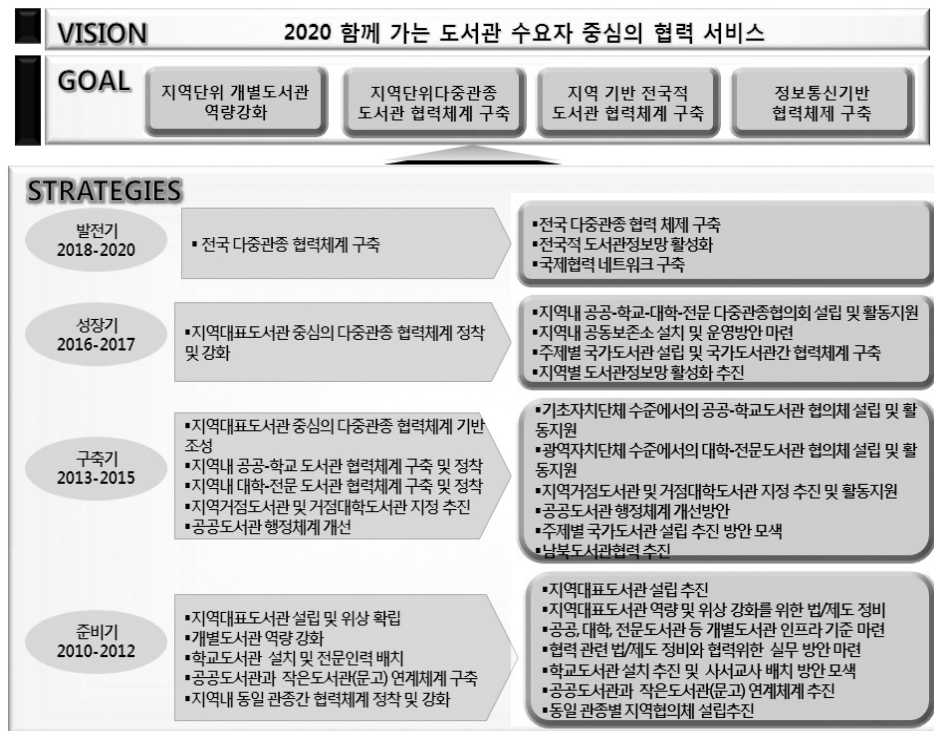 VISION
2020 함께 가는 도서관 수요자 중심의 협력 서비스
GOAL
지역단위 개별도서관
역량강화
지역단위다중관종
도서관 협력체계 구축
지역 기반 전국적
도서관 협력체계 구축
정보통신기반
협력체제 구축
STRATEGIES
발전기
2018-2020
▪ 전국 다중관종 협력체계 구축
▪전국 다중관종 협력 체제 구축
▪전국적 도서관정보망 활성화
▪국제협력 네트워크 구축
성장기
2016-2017
▪지역대표도서관 중심의 다중관종 협력체계 정착
및 강화
▪지역내 공공-학교-대학-전문 다중관종협의회 설립 및 활동지원
▪지역내 공동보존소 설치 및 운영방안 마련
▪주제별 국가도서관 설립 및 국가도서관간 협력체계 구축
▪지역별 도서관정보망 활성화 추진
구축기
2013-2015
▪지역대표도서관 중심의 다중관종 협력체계 기반
조성
▪지역내 공공-학교 도서관 협력체계 구축 및 정착
▪지역내 대학-전문 도서관 협력체계 구축 및 정착
▪지역거점도서관 및 거점대학도서관 지정 추진
▪공공도서관 행정체계 개선
▪기초자치단체 수준에서의 공공-학교도서관 협의체 설립 및 활
동지원
▪광역자치단체 수준에서의 대학-전문도서관 협의체 설립 및 활
동지원
▪지역거점도서관 및 거점대학도서관 지정 추진 및 활동지원
▪공공도서관 행정체계 개선방안
▪주제별 국가도서관 설립 추진 방안 모색
▪남북도서관협력 추진
준비기
2010-2012
▪지역대표도서관 설립 및 위상 확립
▪개별도서관 역량 강화
▪학교도서관 설치 및 전문인력 배치
▪공공도서관과 작은도서관(문고) 연계체계 구축
▪지역내 동일 관종간 협력체계 정착 및 강화
▪지역대표도서관 설립 추진
▪지역대표도서관 역량 및 위상 강화를 위한 법/제도 정비
▪공공, 대학, 전문도서관 등 개별도서관 인프라 기준 마련
▪협력 관련 법/제도 정비와 협력위한 실무 방안 마련
▪학교도서관 설치 추진 및 사서교사 배치 방안 모색
▪공공도서관과 작은도서관(문고) 연계체계 추진
▪동일 관종별 지역협의체 설립추진